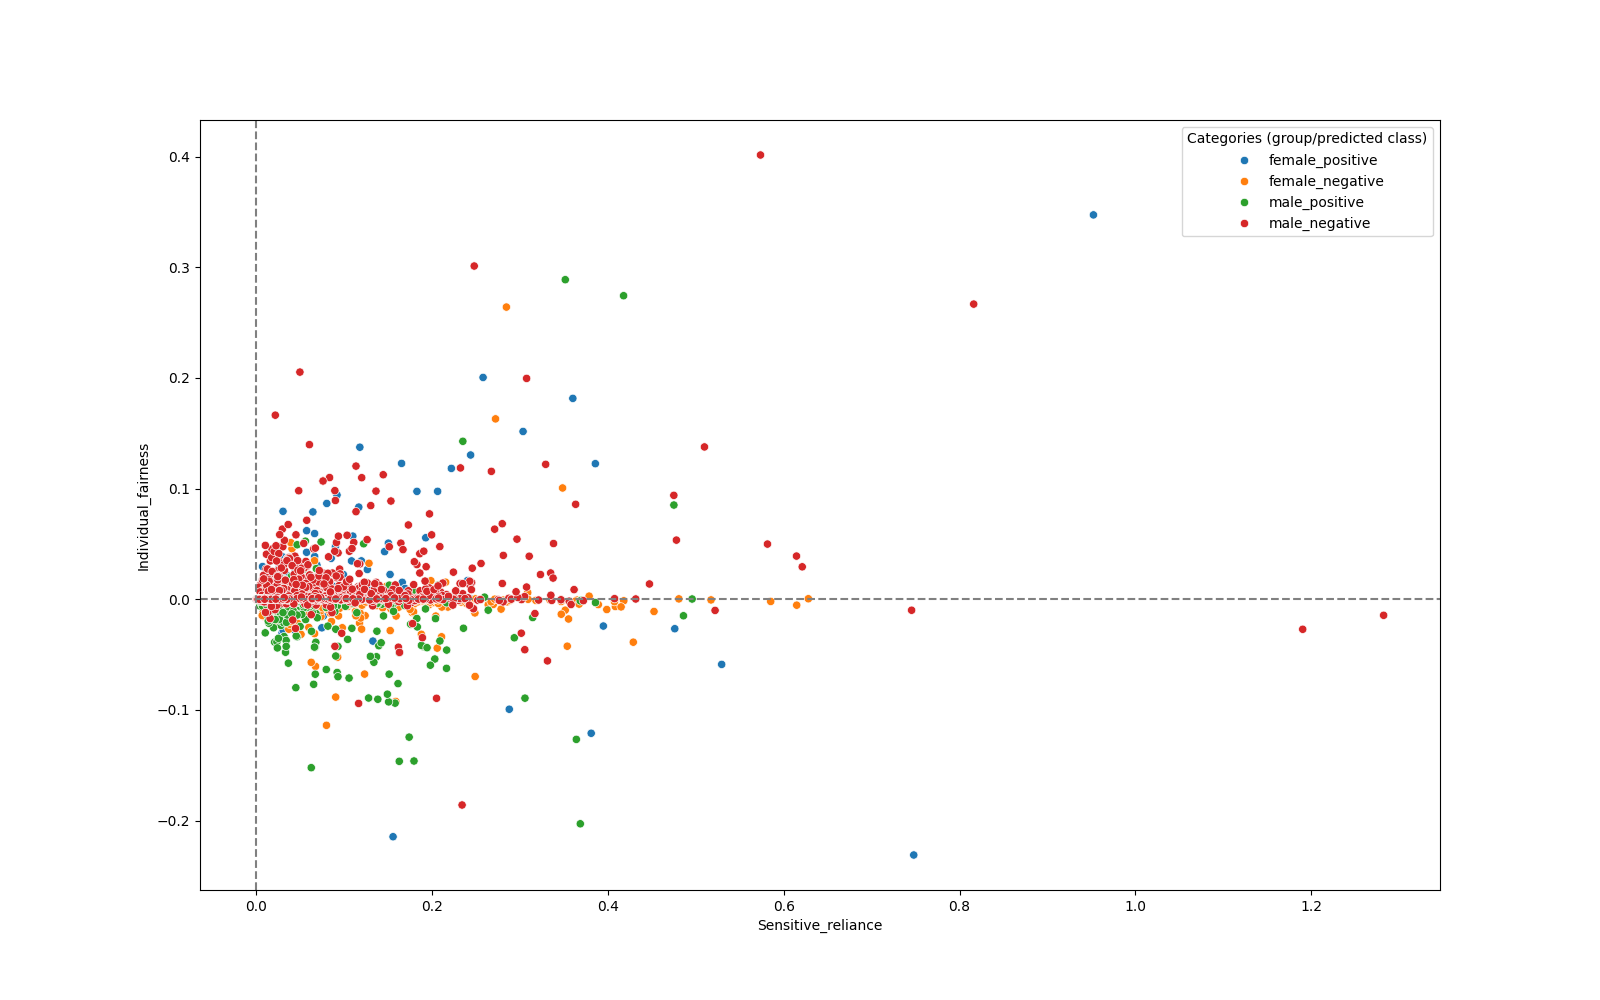 Categories (group/predicted class)
female_positive
female_negative
male_positive
male_negative
0.4
0.3
0.2
0.1
0.0
−0.1
−0.2
Individual_fairness
0.0 0.2 0.4 0.6 0.8 1.0 1.2
Sensitive_reliance